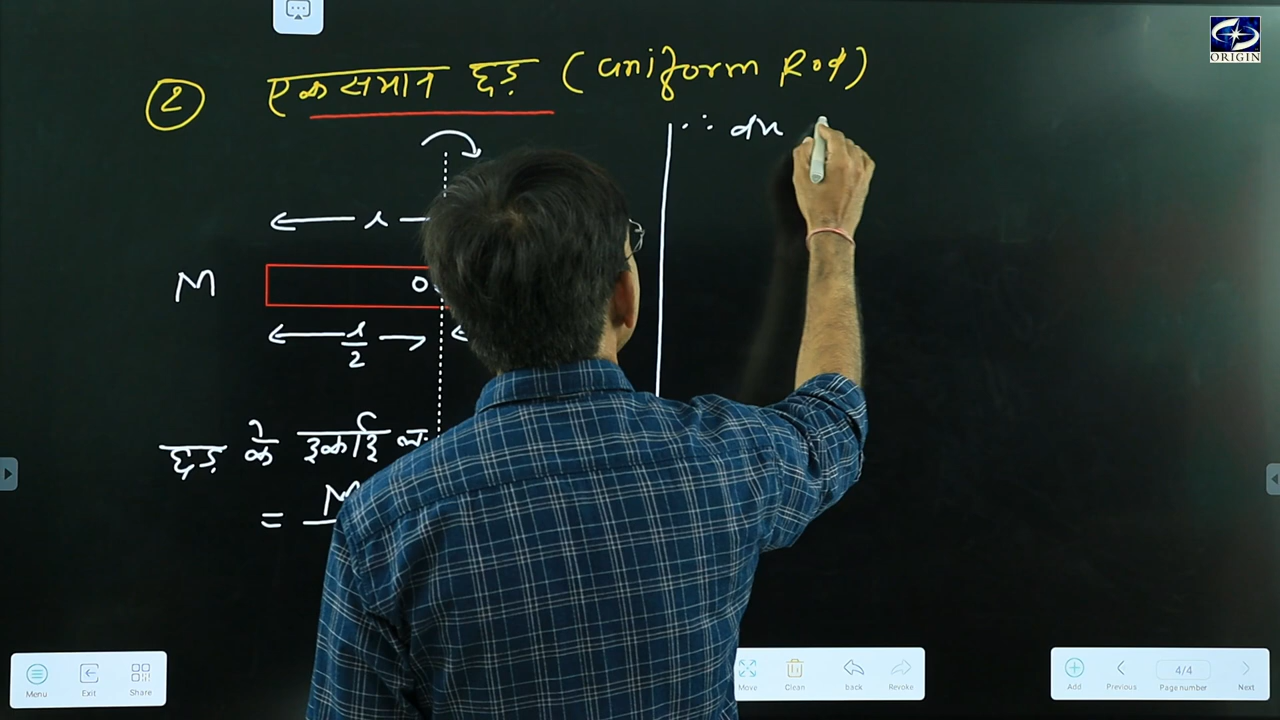 ② एकसमान छड़ (Uniform Rod)
l
M
O
l/2
छड़ के इकाई
= M
∴ dx
ORIGIN
Menu Exit Share Move Clean back Revoke Add Previous 4/4 Page number Next